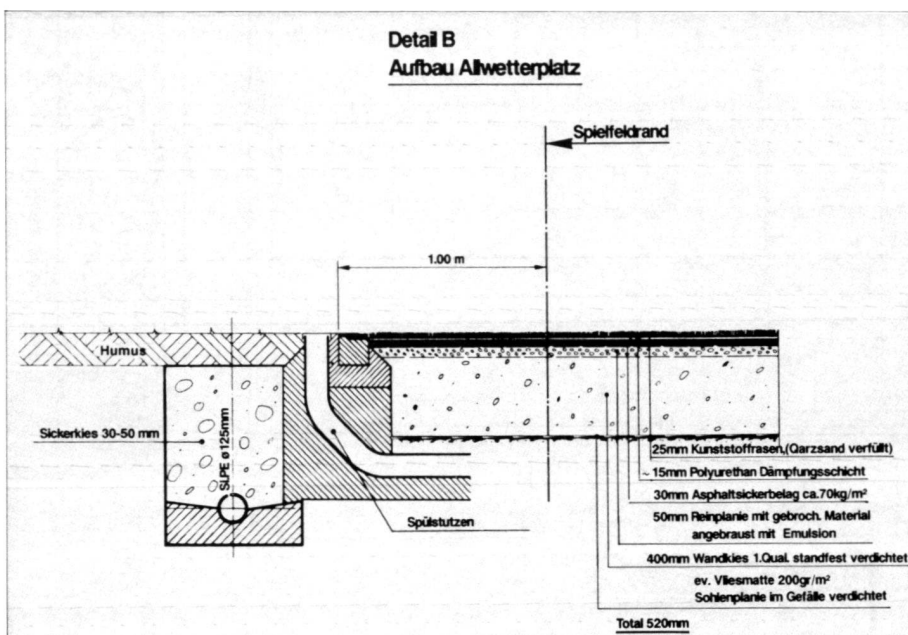 Detail B
Aufbau Allwetterplatz
Spielfeldrand
1.00 m
Humus
Sickerkies 30-50 mm
SLPE ø125mm
Spülstutzen
25mm Kunststoffrasen,(Qarzsand verfüllt)
~15mm Polyurethan Dämpfungsschicht
30mm Asphaltsickerbelag ca.70kg/m²
50mm Reinplanie mit gebroch. Material
angebraust mit Emulsion
400mm Wandkies 1.Qual. standfest verdichtet
ev. Vliesmatte 200gr/m²
Sohlenplanie im Gefälle verdichtet
Total 520mm